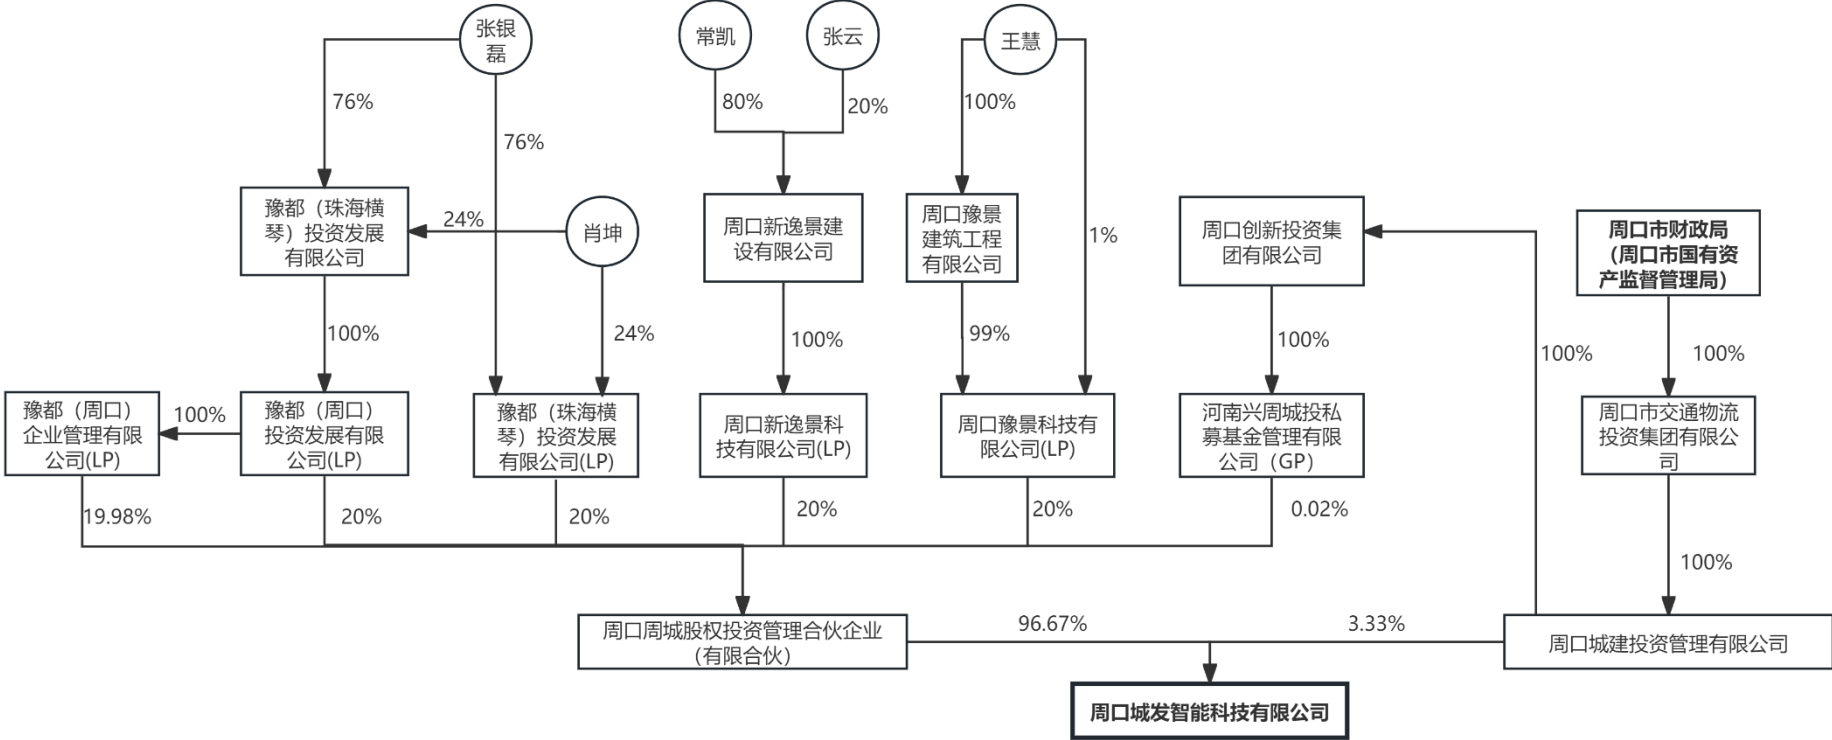 张银
磊
常凯
张云
王慧
76%
80%
20%
100%
76%
豫都（珠海横
琴）投资发展
有限公司
24%
肖坤
周口新逸景建
设有限公司
周口豫景
建筑工程
有限公司
1%
周口创新投资集
团有限公司
周口市财政局
（周口市国有资
产监督管理局）
100%
24%
100%
99%
100%
100%
100%
豫都（周口）
企业管理有限
公司(LP)
100%
豫都（周口）
投资发展有限
公司(LP)
豫都（珠海横
琴）投资发展
有限公司(LP)
周口新逸景科
技有限公司(LP)
周口豫景科技有
限公司(LP)
河南兴周城投私
募基金管理有限
公司（GP）
周口市交通物流
投资集团有限公
司
19.98%
20%
20%
20%
20%
0.02%
100%
周口周城股权投资管理合伙企业
（有限合伙）
96.67%
3.33%
周口城建投资管理有限公司
周口城发智能科技有限公司